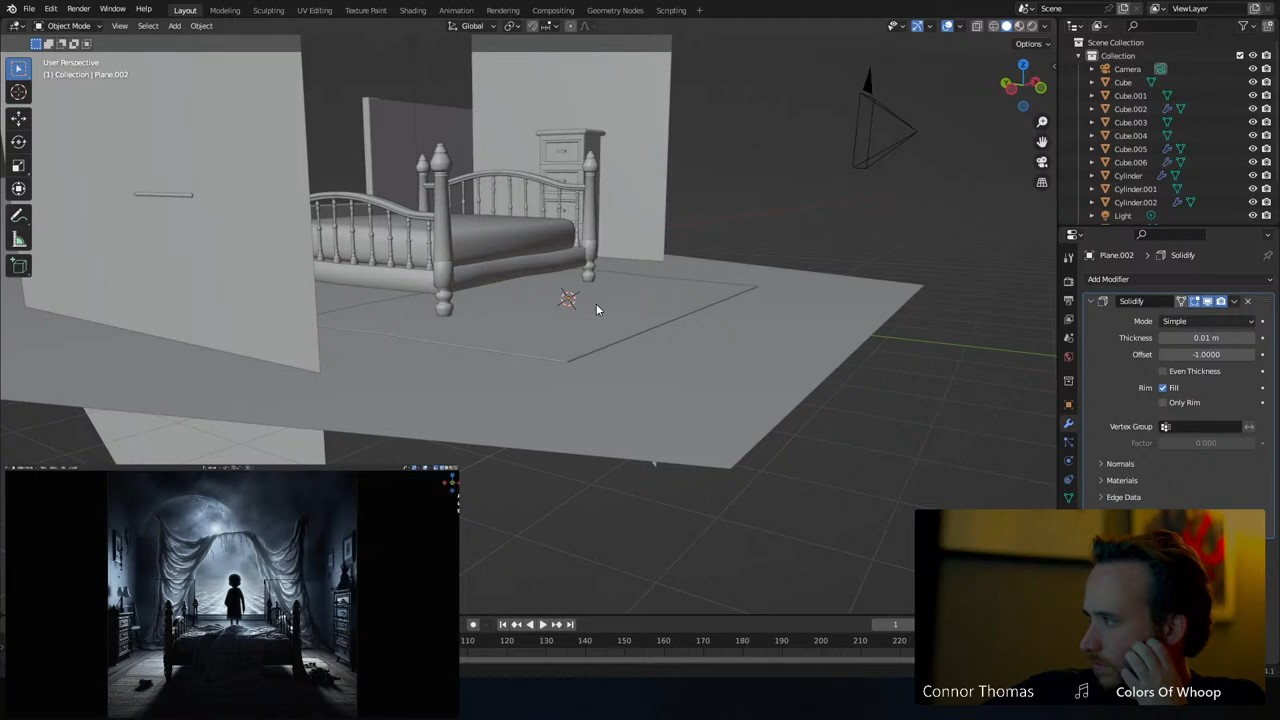 File Edit Render Window Help Layout Modeling Sculpting UV Editing Texture Paint Shading Animation Rendering Geometry Nodes Scripting Scene ViewLayer
Object Mode View Select Add Object Global
Options
User Perspective
(1) Collection | Plane.002
Scene Collection
Collection
Camera
Cube
Cube.001
Cube.002
Cube.003
Cube.004
Cube.005
Cube.006
Cylinder
Cylinder.001
Cylinder.002
Light
Plane.002 Solidify
Add Modifier
Solidify
Mode Simple
Thickness 0.01 m
Offset -1.0000
Even Thickness
Rim Fill
Only Rim
Vertex Group
Factor 0.000
Normals
Materials
Edge Data
X
Y
Z
1
110 120 130 140 150 160 170 180 190 200 210 220
Connor Thomas Colors Of Whoop